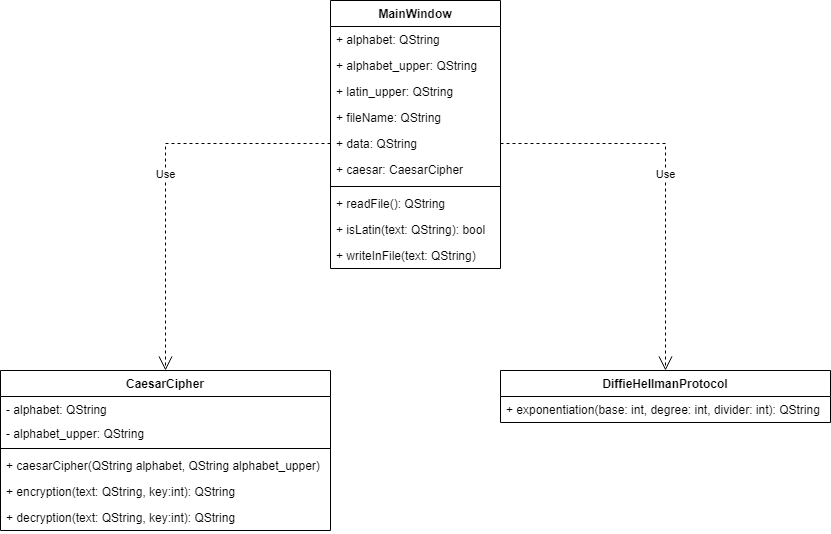 MainWindow
+ alphabet: QString
+ alphabet_upper: QString
+ latin_upper: QString
+ fileName: QString
+ data: QString
+ caesar: CaesarCipher
+ readFile(): QString
+ isLatin(text: QString): bool
+ writeInFile(text: QString)
Use
Use
CaesarCipher
- alphabet: QString
- alphabet_upper: QString
+ caesarCipher(QString alphabet, QString alphabet_upper)
+ encryption(text: QString, key:int): QString
+ decryption(text: QString, key:int): QString
DiffieHellmanProtocol
+ exponentiation(base: int, degree: int, divider: int): QString